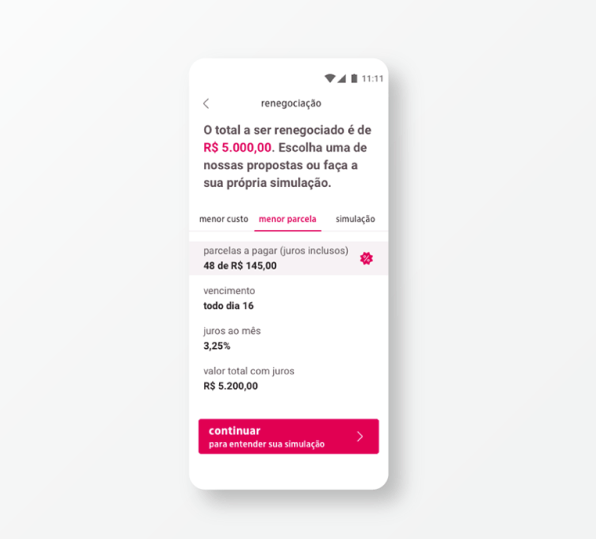 11:11
renegociação
O total a ser renegociado é de
R$ 5.000,00. Escolha uma de
nossas propostas ou faça a
sua própria simulação.
menor custo menor parcela simulação
parcelas a pagar (juros inclusos)
48 de R$ 145,00
%
vencimento
todo dia 16
juros ao mês
3,25%
valor total com juros
R$ 5.200,00
continuar
para entender sua simulação